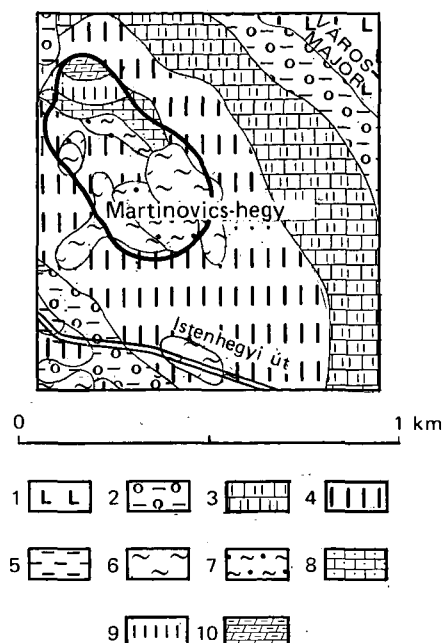 VÁROS-
MAJOR
Martinovics-hegy
Istenhegyi út
0 1 km
1 L L 2 3 4
5 6 7 8
9 10